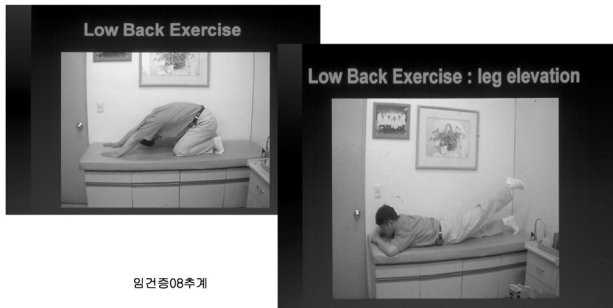 Low Back Exercise
Low Back Exercise : leg elevation
임건증08추계